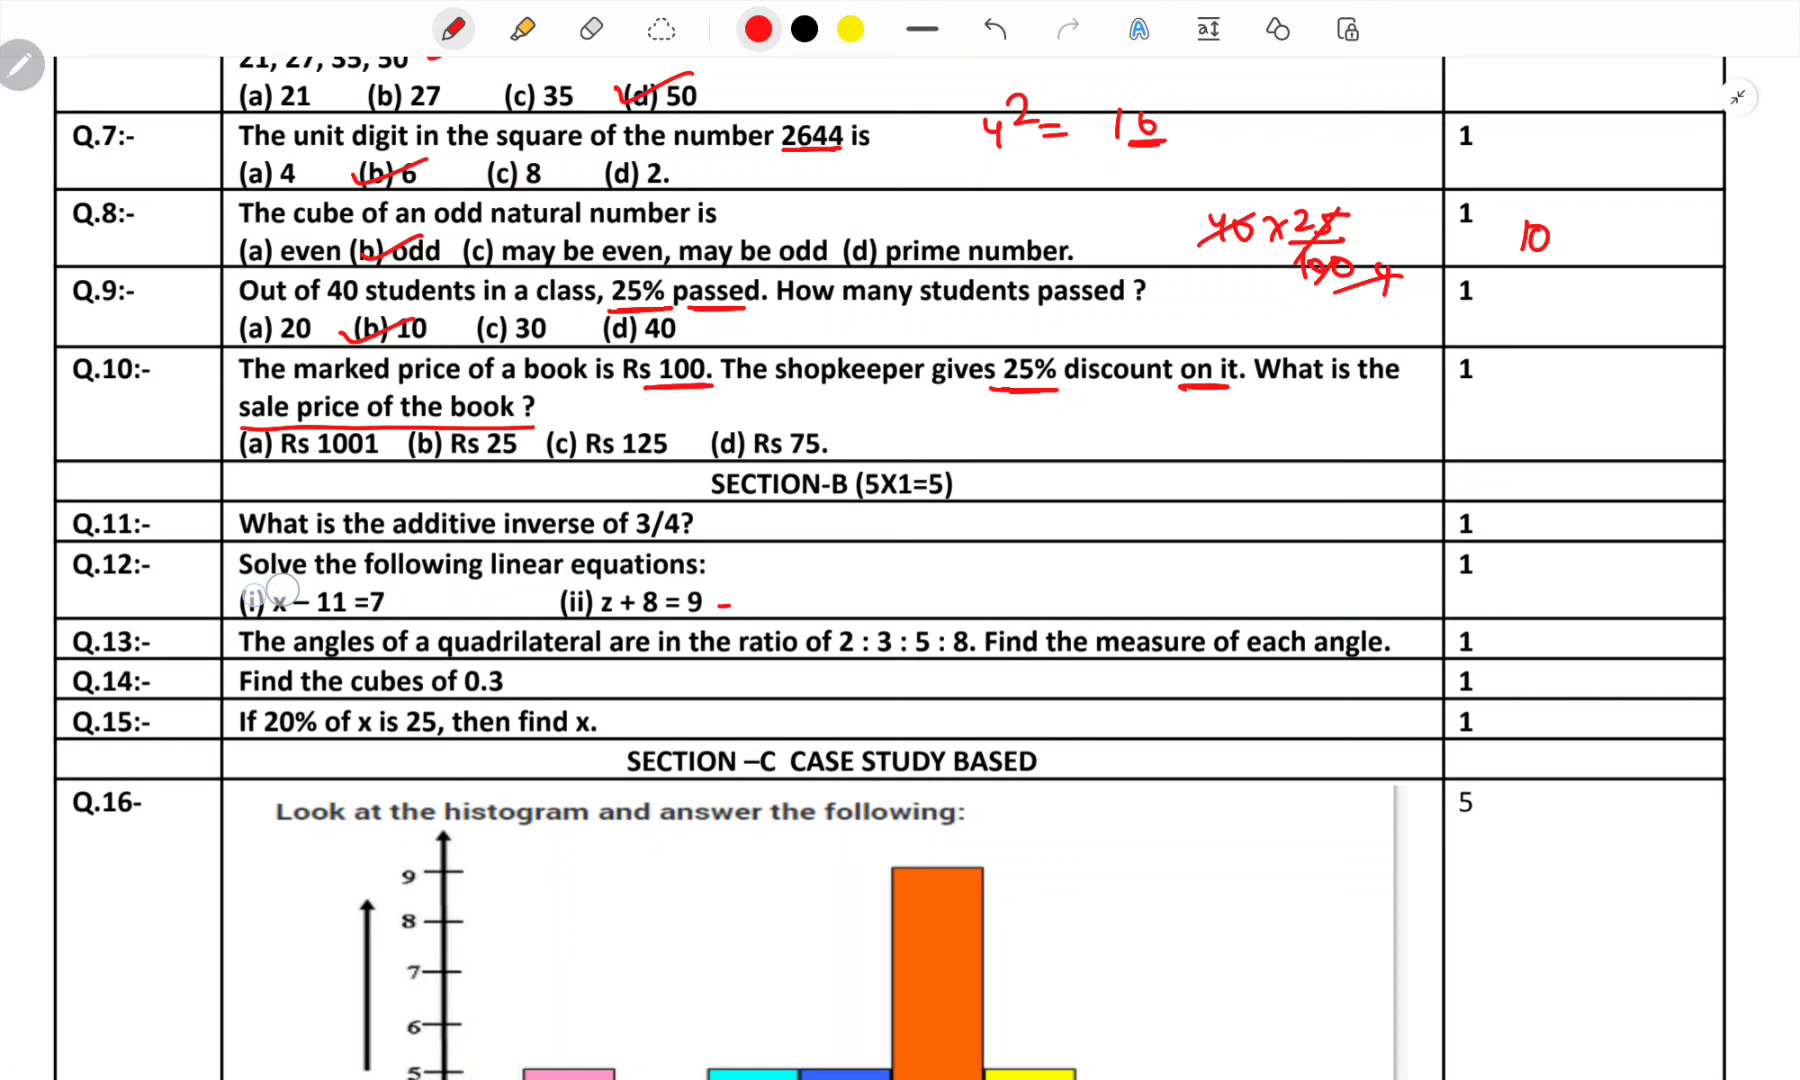 21, 27, 35, 50
(a) 21 (b) 27 (c) 35 (d) 50
4² = 16
Q.7:- The unit digit in the square of the number 2644 is 1
(a) 4 (b) 6 (c) 8 (d) 2.
Q.8:- The cube of an odd natural number is 1
(a) even (b) odd (c) may be even, may be odd (d) prime number.
40 x 25
100 4
10
Q.9:- Out of 40 students in a class, 25% passed. How many students passed ? 1
(a) 20 (b) 10 (c) 30 (d) 40
Q.10:- The marked price of a book is Rs 100. The shopkeeper gives 25% discount on it. What is the 1
sale price of the book ?
(a) Rs 1001 (b) Rs 25 (c) Rs 125 (d) Rs 75.
SECTION-B (5X1=5)
Q.11:- What is the additive inverse of 3/4? 1
Q.12:- Solve the following linear equations: 1
(i) x – 11 =7 (ii) z + 8 = 9
Q.13:- The angles of a quadrilateral are in the ratio of 2 : 3 : 5 : 8. Find the measure of each angle. 1
Q.14:- Find the cubes of 0.3 1
Q.15:- If 20% of x is 25, then find x. 1
SECTION –C CASE STUDY BASED
Q.16- 5
Look at the histogram and answer the following:
9
8
7
6
5